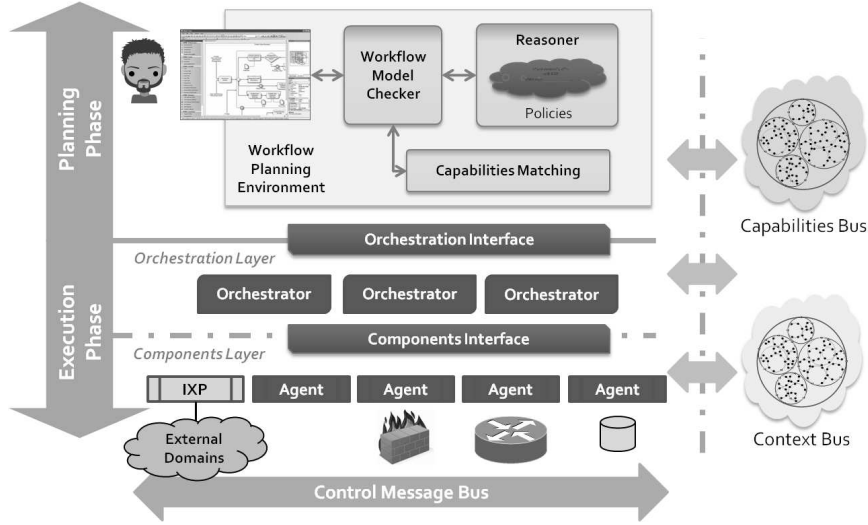 Planning
Phase
Workflow
Model
Checker
Reasoner
Policies
Workflow
Planning
Environment
Capabilities Matching
Capabilities Bus
Orchestration Interface
Orchestration Layer
Orchestrator
Orchestrator
Orchestrator
Execution
Phase
Components Interface
Components Layer
IXP
Agent
Agent
Agent
Agent
External
Domains
Context Bus
Control Message Bus